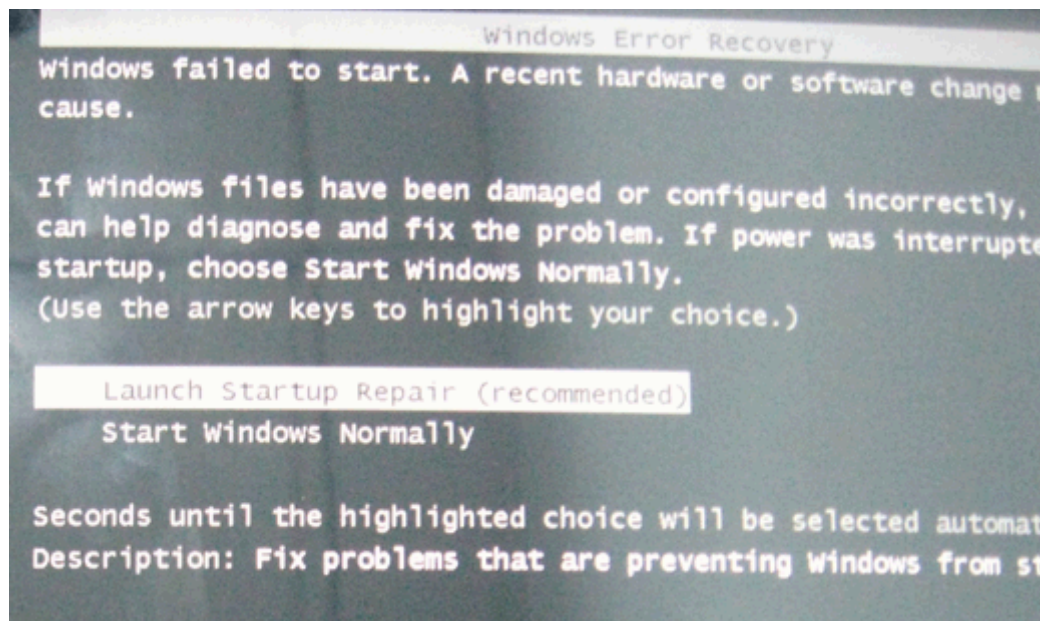 Windows Error Recovery
Windows failed to start. A recent hardware or software change
cause.
If Windows files have been damaged or configured incorrectly,
can help diagnose and fix the problem. If power was interrupte
startup, choose Start Windows Normally.
(Use the arrow keys to highlight your choice.)
Launch Startup Repair (recommended)
Start Windows Normally
Seconds until the highlighted choice will be selected automat
Description: Fix problems that are preventing Windows from st